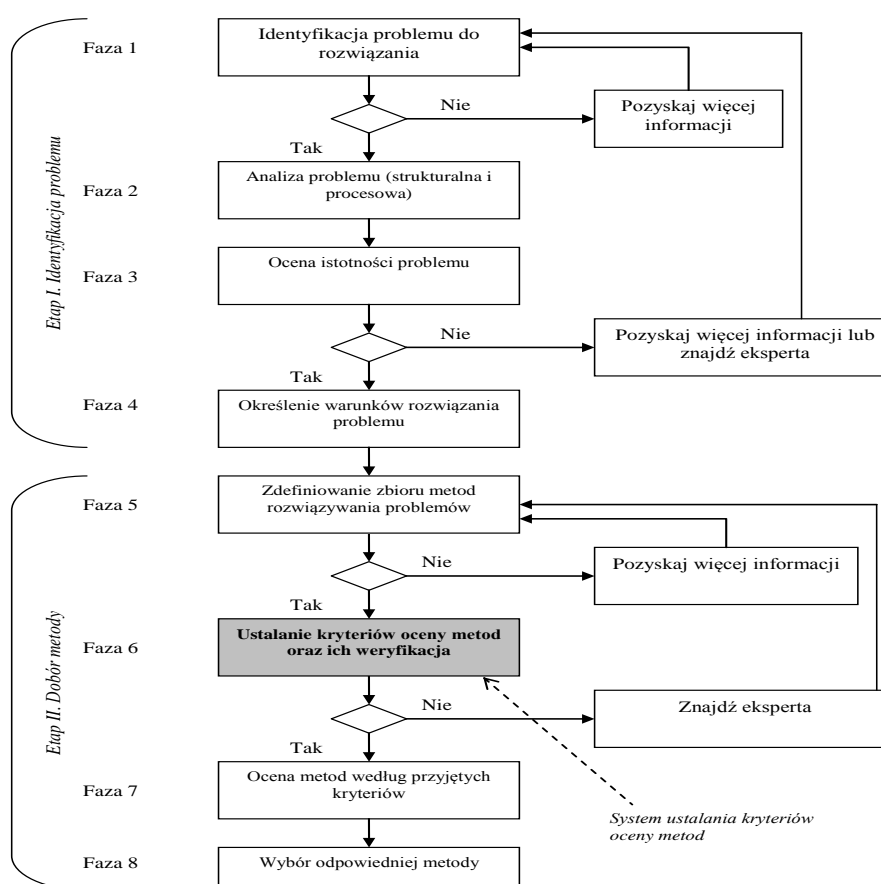 Faza 1
Identyfikacja problemu do
rozwiązania
Nie
Pozyskaj więcej
informacji
Tak
Faza 2
Analiza problemu (strukturalna i
procesowa)
Etap I. Identyfikacja problemu
Faza 3
Ocena istotności problemu
Nie
Pozyskaj więcej informacji lub
znajdź eksperta
Tak
Faza 4
Określenie warunków rozwiązania
problemu
Faza 5
Zdefiniowanie zbioru metod
rozwiązywania problemów
Nie
Pozyskaj więcej informacji
Tak
Faza 6
Ustalanie kryteriów oceny metod
oraz ich weryfikacja
Etap II. Dobór metody
Nie
Znajdź eksperta
Tak
Faza 7
Ocena metod według przyjętych
kryteriów
System ustalania kryteriów
oceny metod
Faza 8
Wybór odpowiedniej metody